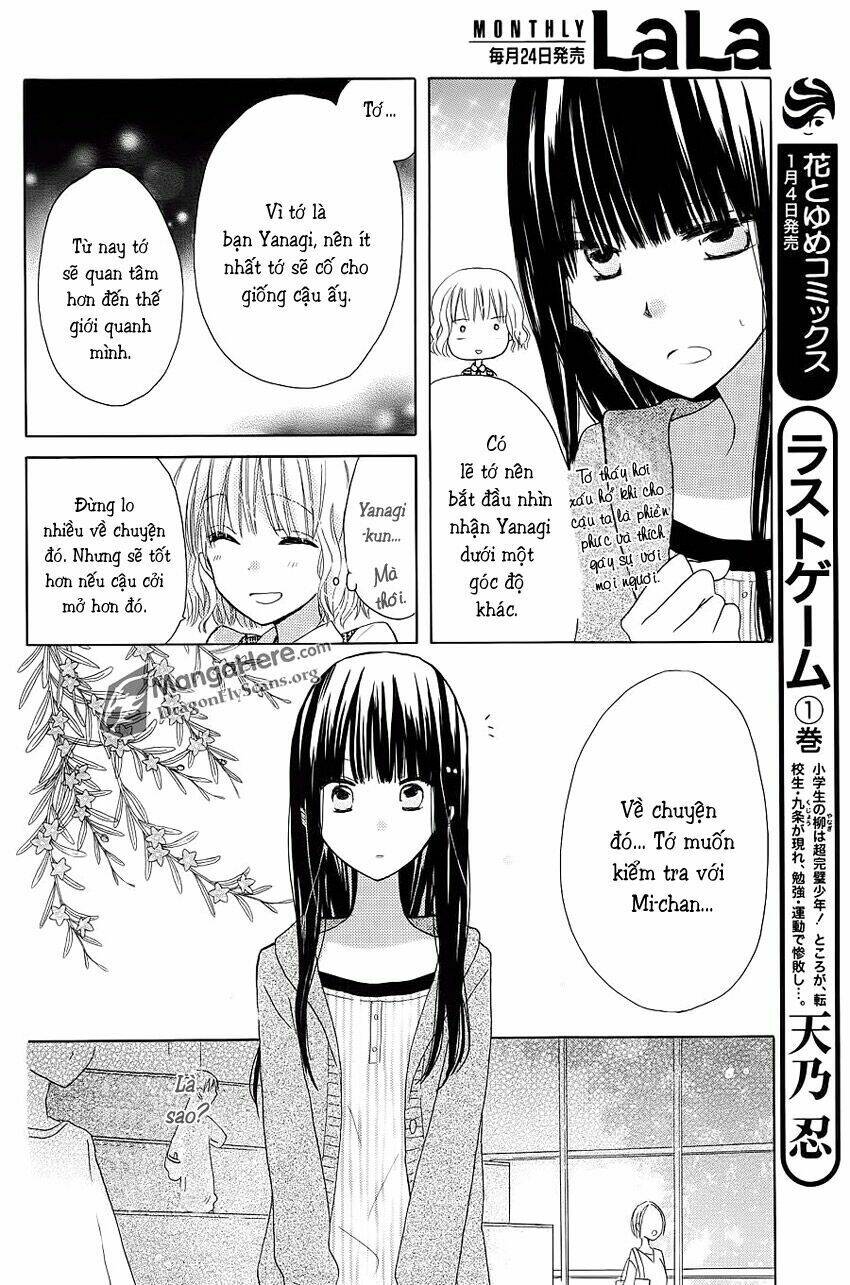 MONTHLY
毎月24日発売
LaLa
花とゆめコミックス
1月4日発売
ラストゲーム①巻
小学生の柳は超完璧少年! ところが、転
校生・九条が現れ、勉強・運動で惨敗し…。
やなぎ
くじょう
天乃 忍
Có
lẽ tớ nên
bắt đầu nhìn
nhận Yanagi
dưới một
góc độ
khác.
Tớ thấy hơi
xấu hổ khi cho
cậu ta là phiền
phức và thích
gây sự với
mọi người.
Tớ...
Vì tớ là
bạn Yanagi, nên ít
nhất tớ sẽ cố cho
giống cậu ấy.
Từ nay tớ
sẽ quan tâm
hơn đến thế
giới quanh
mình.
Yanagi
-kun...
Mà
thôi.
Đừng lo
nhiều về chuyện
đó. Nhưng sẽ tốt
hơn nếu cậu cởi
mở hơn đó.
MangaHere.com
DragonFlyScans.org
Về chuyện
đó... Tớ muốn
kiểm tra với
Mi-chan...
Là
sao?